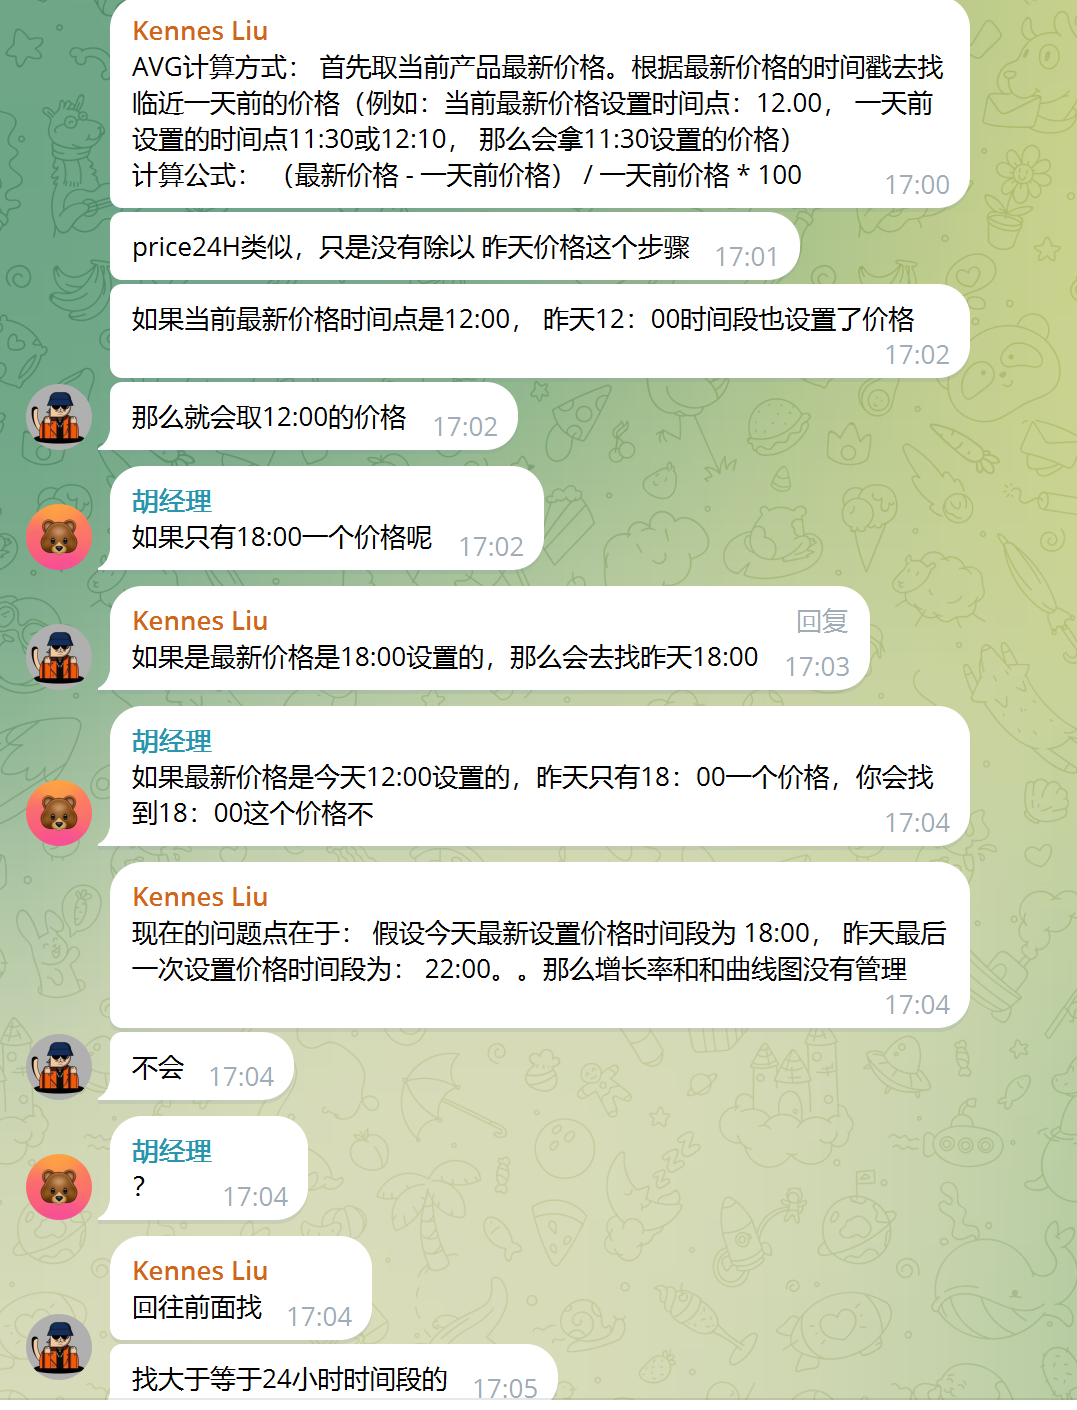 Kennes Liu
AVG计算方式： 首先取当前产品最新价格。根据最新价格的时间戳去找
临近一天前的价格（例如：当前最新价格设置时间点：12.00， 一天前
设置的时间点11:30或12:10， 那么会拿11:30设置的价格）
计算公式： （最新价格 - 一天前价格） / 一天前价格 * 100
17:00
price24H类似，只是没有除以 昨天价格这个步骤 17:01
如果当前最新价格时间点是12:00， 昨天12：00时间段也设置了价格
17:02
那么就会取12:00的价格 17:02
胡经理
如果只有18:00一个价格呢 17:02
Kennes Liu 回复
如果是最新价格是18:00设置的，那么会去找昨天18:00 17:03
胡经理
如果最新价格是今天12:00设置的，昨天只有18：00一个价格，你会找
到18：00这个价格不 17:04
Kennes Liu
现在的问题点在于： 假设今天最新设置价格时间段为 18:00， 昨天最后
一次设置价格时间段为： 22:00。。那么增长率和和曲线图没有管理
17:04
不会 17:04
胡经理
？ 17:04
Kennes Liu
回往前面找 17:04
找大于等于24小时时间段的 17:05